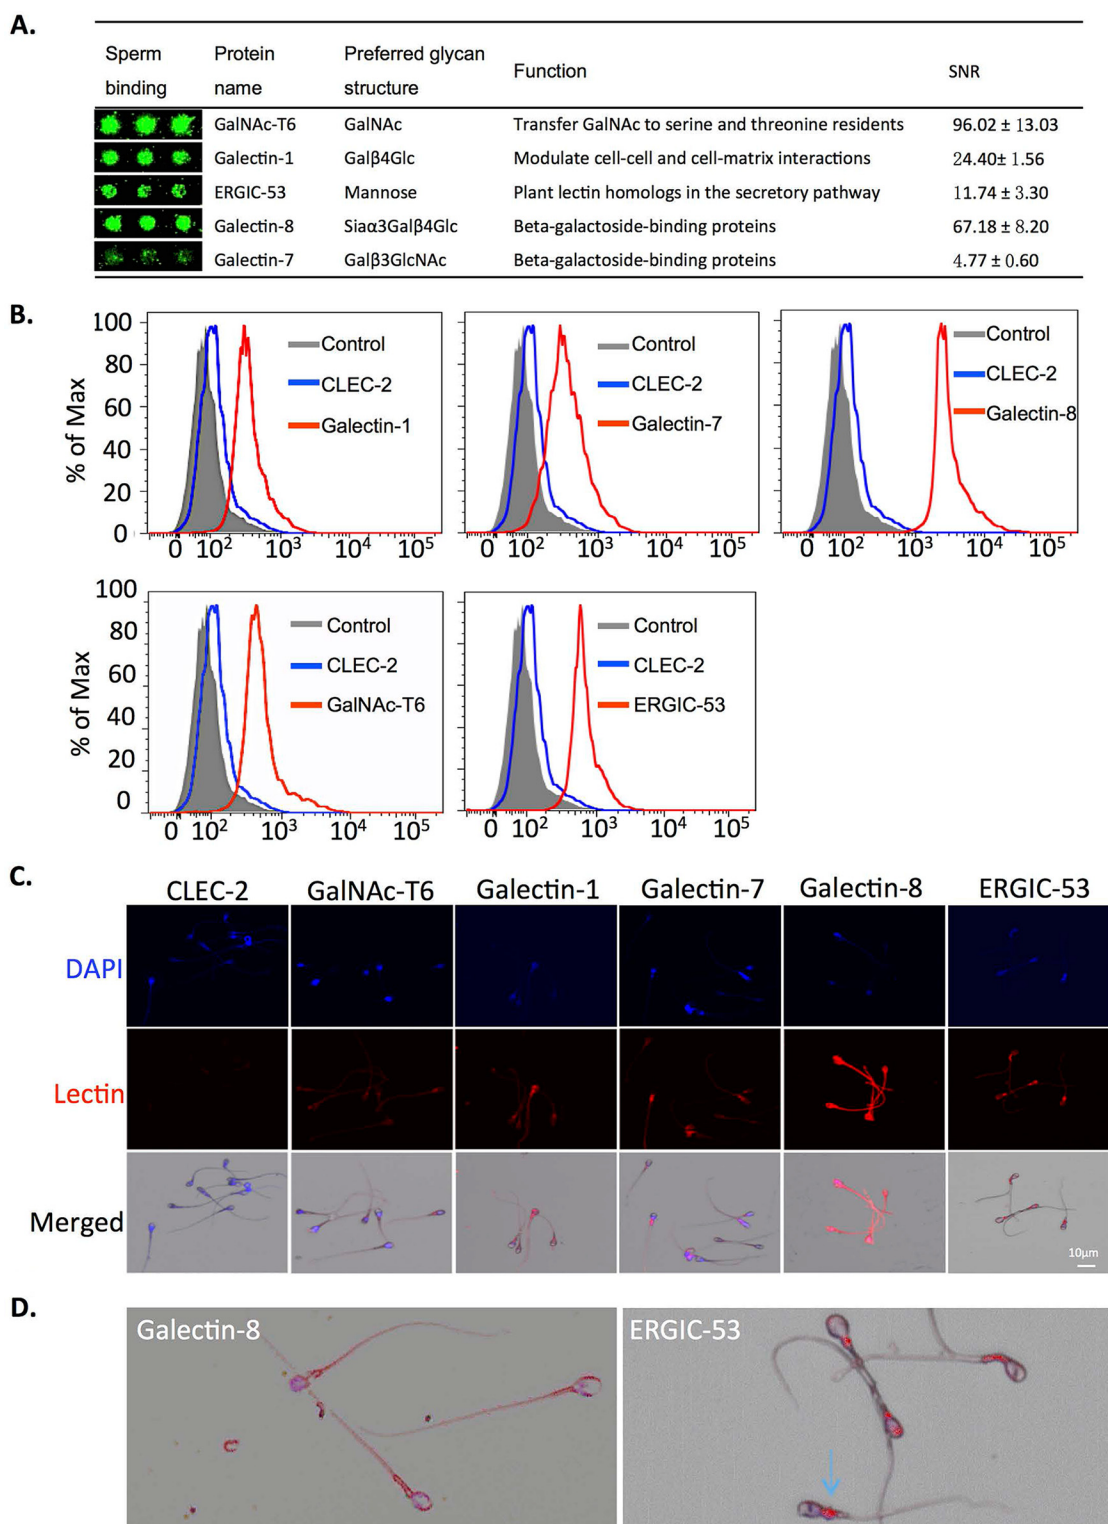 A.
Sperm binding Protein name Preferred glycan structure Function SNR
GalNAc-T6 GalNAc Transfer GalNAc to serine and threonine residents 96.02 ± 13.03
Galectin-1 Galβ4Glc Modulate cell-cell and cell-matrix interactions 24.40± 1.56
ERGIC-53 Mannose Plant lectin homologs in the secretory pathway 11.74 ± 3.30
Galectin-8 Siaα3Galβ4Glc Beta-galactoside-binding proteins 67.18 ± 8.20
Galectin-7 Galβ3GlcNAc Beta-galactoside-binding proteins 4.77 ± 0.60
B.
% of Max
100
80
60
40
20
0
Control
CLEC-2
Galectin-1
0 10² 10³ 10⁴ 10⁵
Control
CLEC-2
Galectin-7
0 10² 10³ 10⁴ 10⁵
Control
CLEC-2
Galectin-8
0 10² 10³ 10⁴ 10⁵
% of Max
100
80
60
40
20
0
Control
CLEC-2
GalNAc-T6
0 10² 10³ 10⁴ 10⁵
Control
CLEC-2
ERGIC-53
0 10² 10³ 10⁴ 10⁵
C.
CLEC-2 GalNAc-T6 Galectin-1 Galectin-7 Galectin-8 ERGIC-53
DAPI
Lectin
Merged
10μm
D.
Galectin-8
ERGIC-53